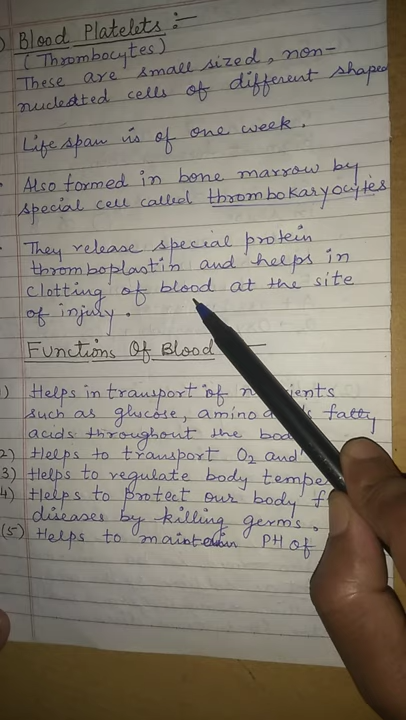 Blood Platelets :-
(Thrombocytes)
These are small sized, non-
nucleated cells of different shaped
Life span is of one week.
Also formed in bone marrow by
special cell called thrombokaryocytes
They release special protein
thromboplastin and helps in
clotting of blood at the site
of injury.
Functions Of Blood -
1) Helps in transport of
such as glucose, amino fatty
acids throughout the
2) Helps to transport O2 and
3) Helps to regulate body
4) Helps to protect our body
diseases by killing germs.
(5) Helps to maintain PH of